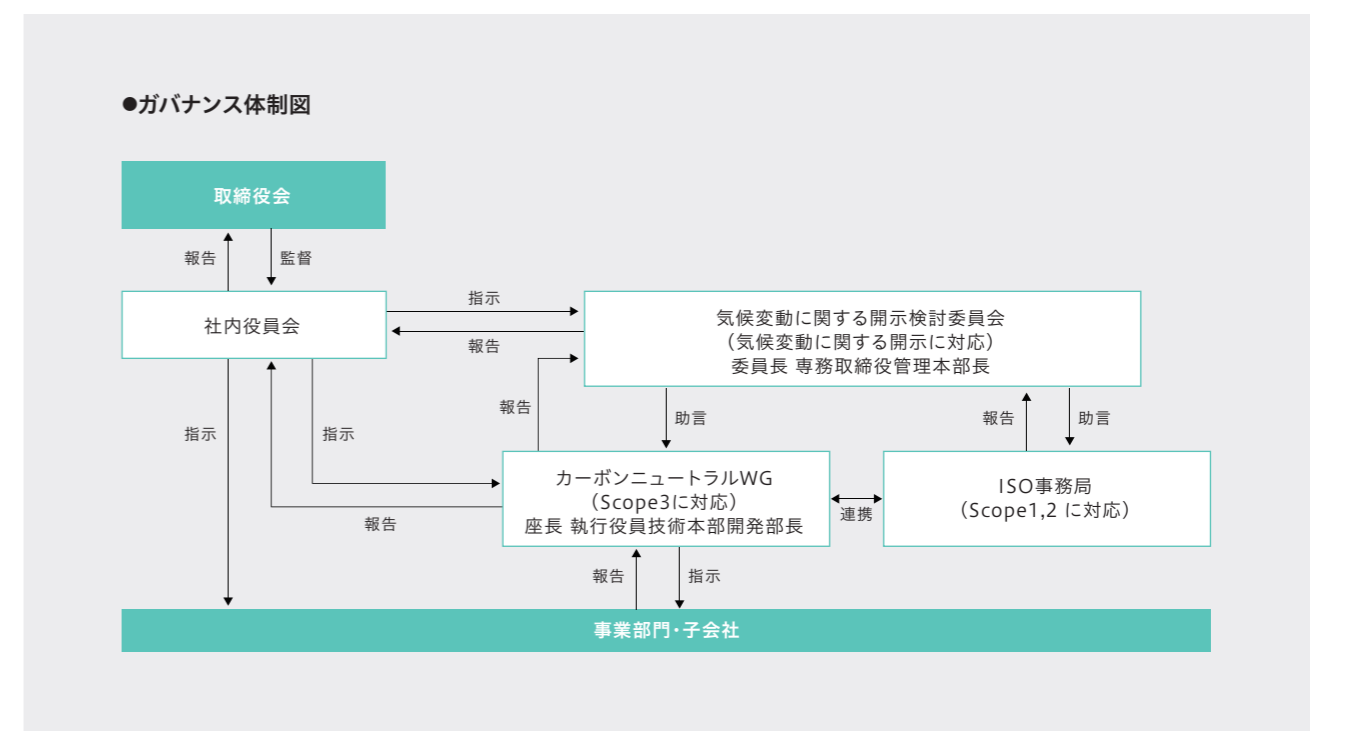 ●ガバナンス体制図
取締役会
報告
監督
社内役員会
指示
報告
気候変動に関する開示検討委員会
(気候変動に関する開示に対応)
委員長 専務取締役管理本部長
指示
指示
報告
報告
助言
報告
助言
カーボンニュートラルWG
(Scope3に対応)
座長 執行役員技術本部開発部長
連携
ISO事務局
(Scope1,2 に対応)
報告
指示
事業部門・子会社